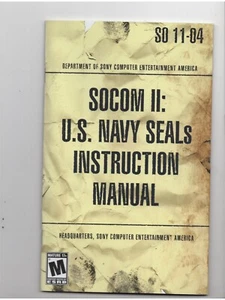 SO 11-04
DEPARTMENT OF SONY COMPUTER ENTERTAINMENT AMERICA
SOCOM II:
U.S. NAVY SEALs
INSTRUCTION
MANUAL
HEADQUARTERS, SONY COMPUTER ENTERTAINMENT AMERICA
MATURE 17+
M
ESRB